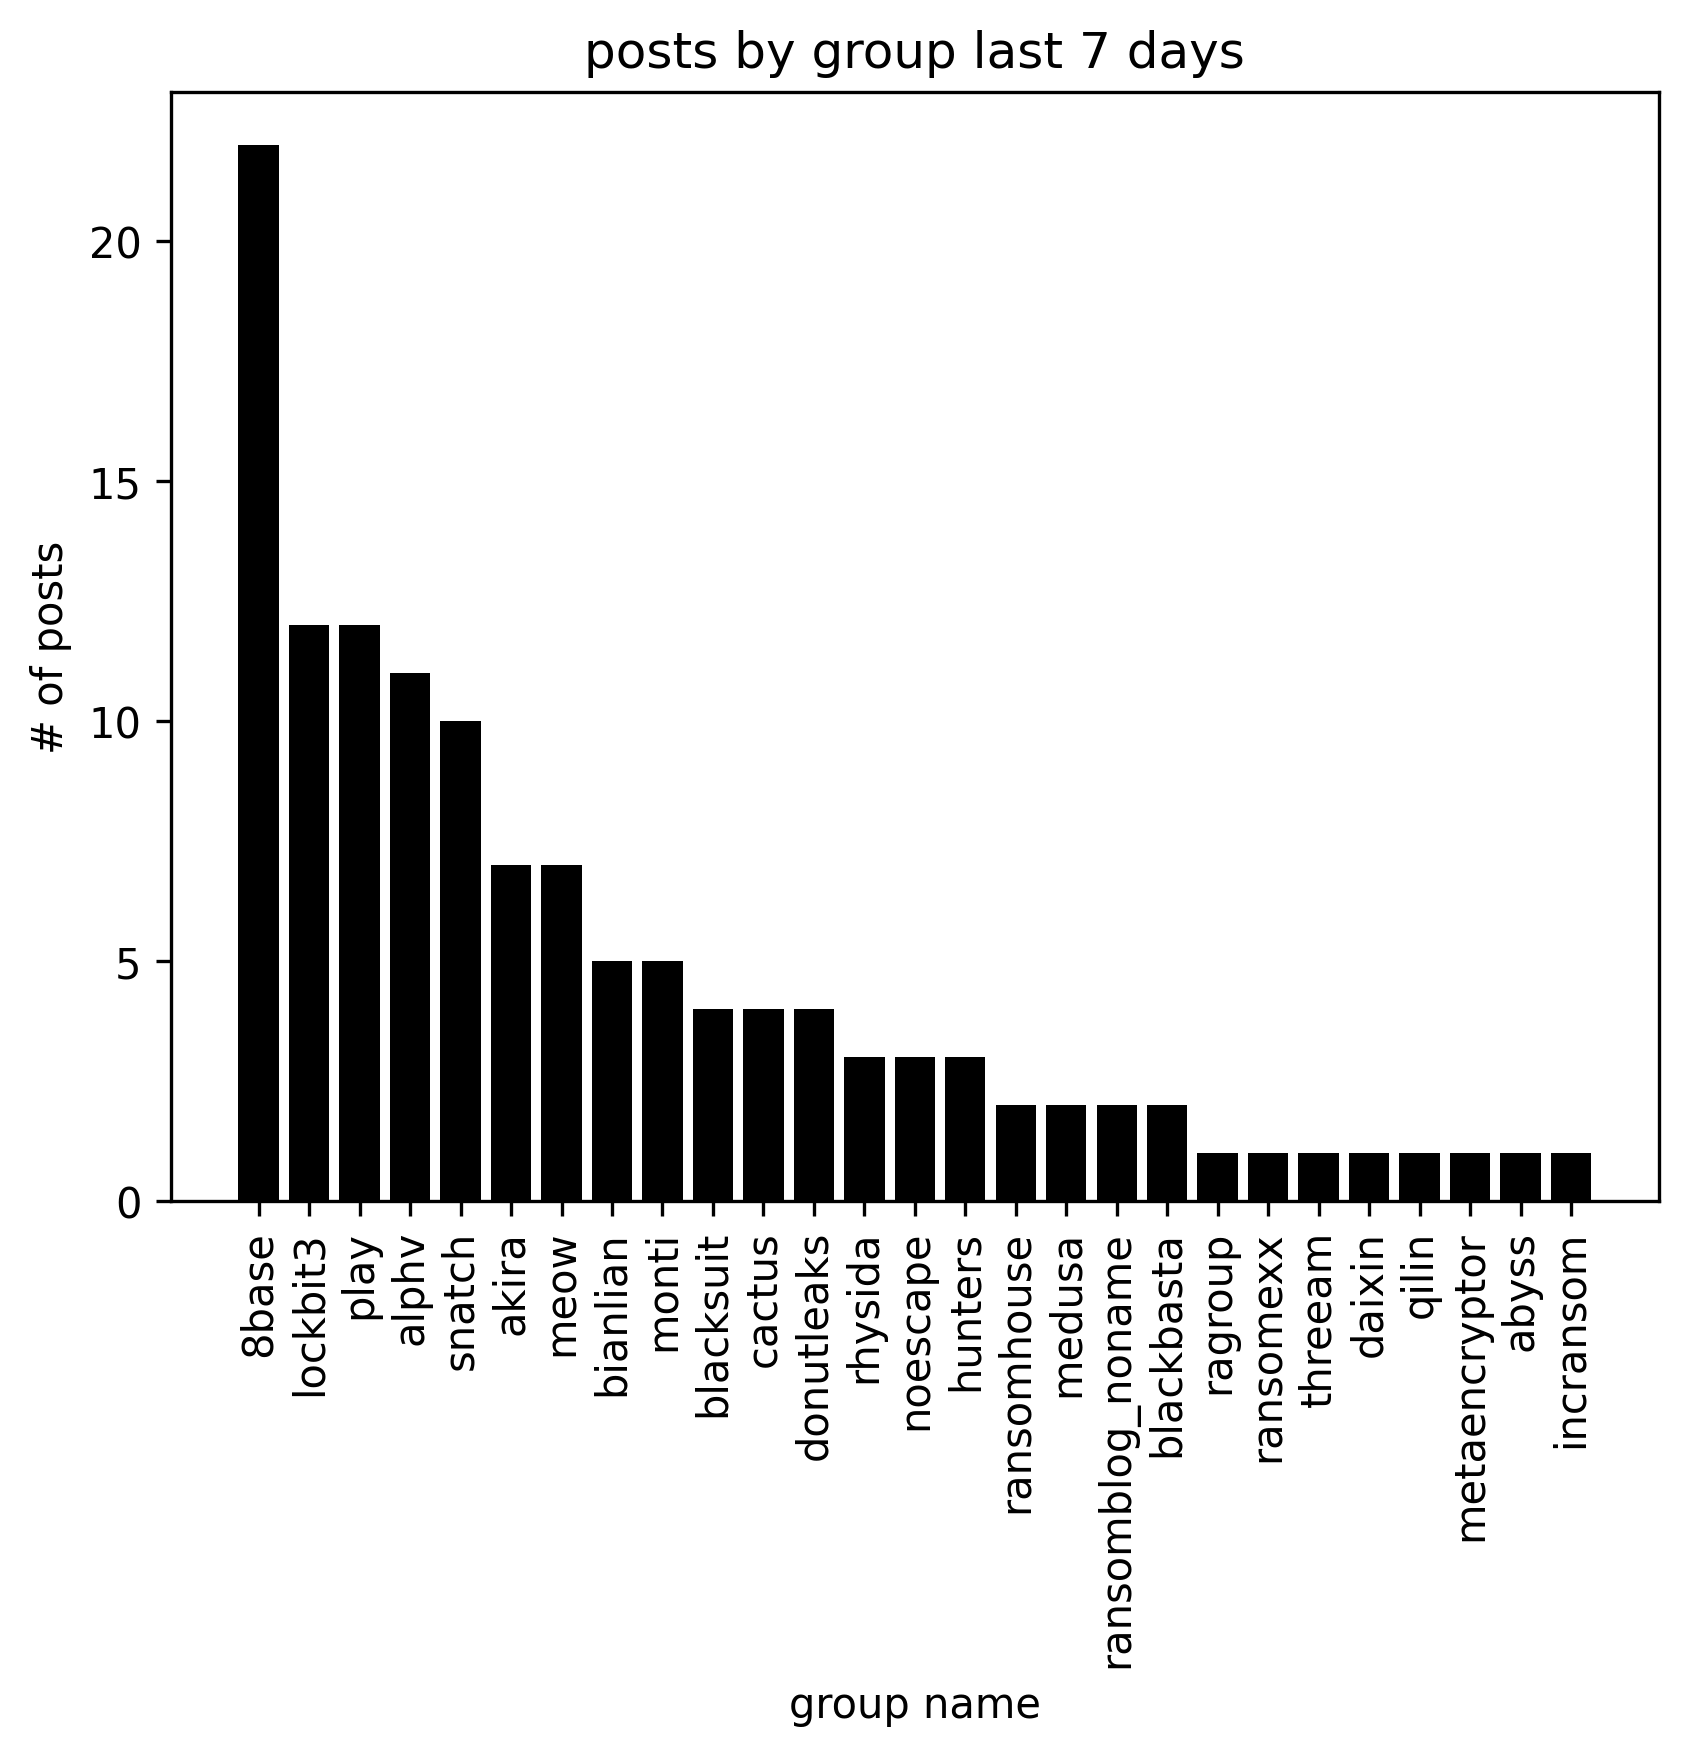 posts by group last 7 days
# of posts
20
15
10
5
0
8base
lockbit3
play
alphv
snatch
akira
meow
bianlian
monti
blacksuit
cactus
donutleaks
rhysida
noescape
hunters
ransomhouse
medusa
ransomblog_noname
blackbasta
ragroup
ransomexx
threeam
daixin
qilin
metaencryptor
abyss
incransom
group name